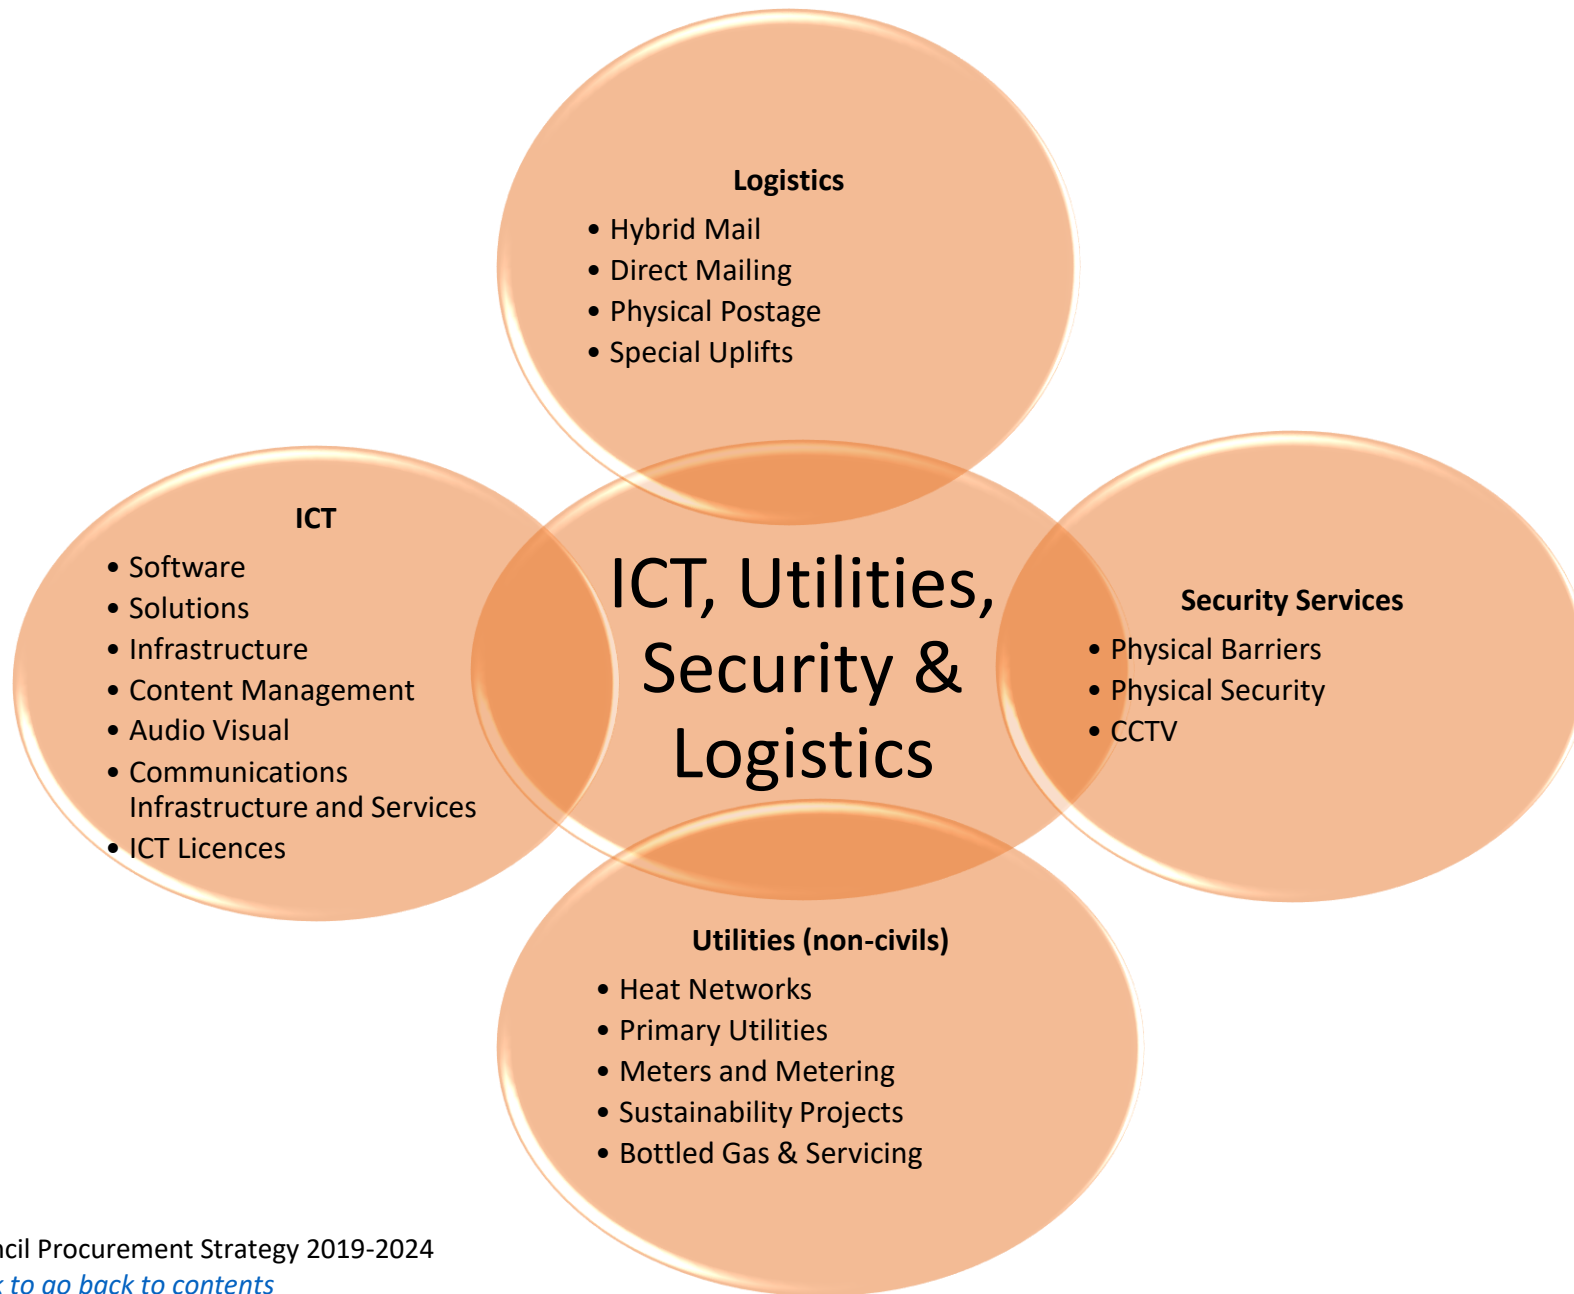 Logistics
• Hybrid Mail
• Direct Mailing
• Physical Postage
• Special Uplifts
ICT
• Software
• Solutions
• Infrastructure
• Content Management
• Audio Visual
• Communications
Infrastructure and Services
• ICT Licences
ICT, Utilities,
Security &
Logistics
Security Services
• Physical Barriers
• Physical Security
• CCTV
Utilities (non-civils)
• Heat Networks
• Primary Utilities
• Meters and Metering
• Sustainability Projects
• Bottled Gas & Servicing
Procurement Strategy 2019-2024
to go back to contents